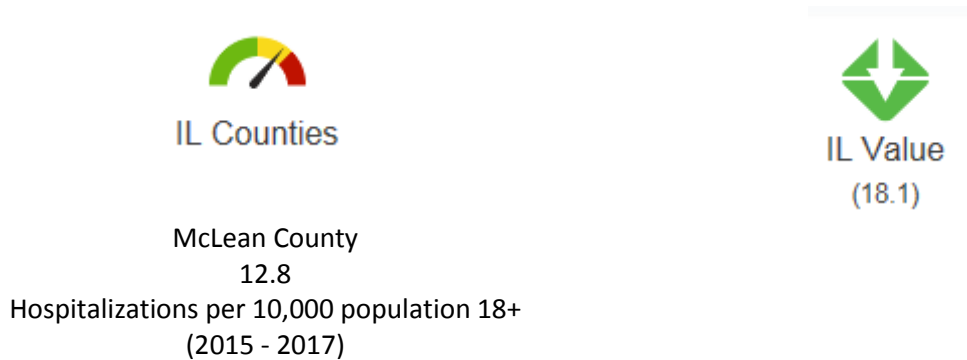 IL Counties
IL Value
(18.1)
McLean County
12.8
Hospitalizations per 10,000 population 18+
(2015 - 2017)